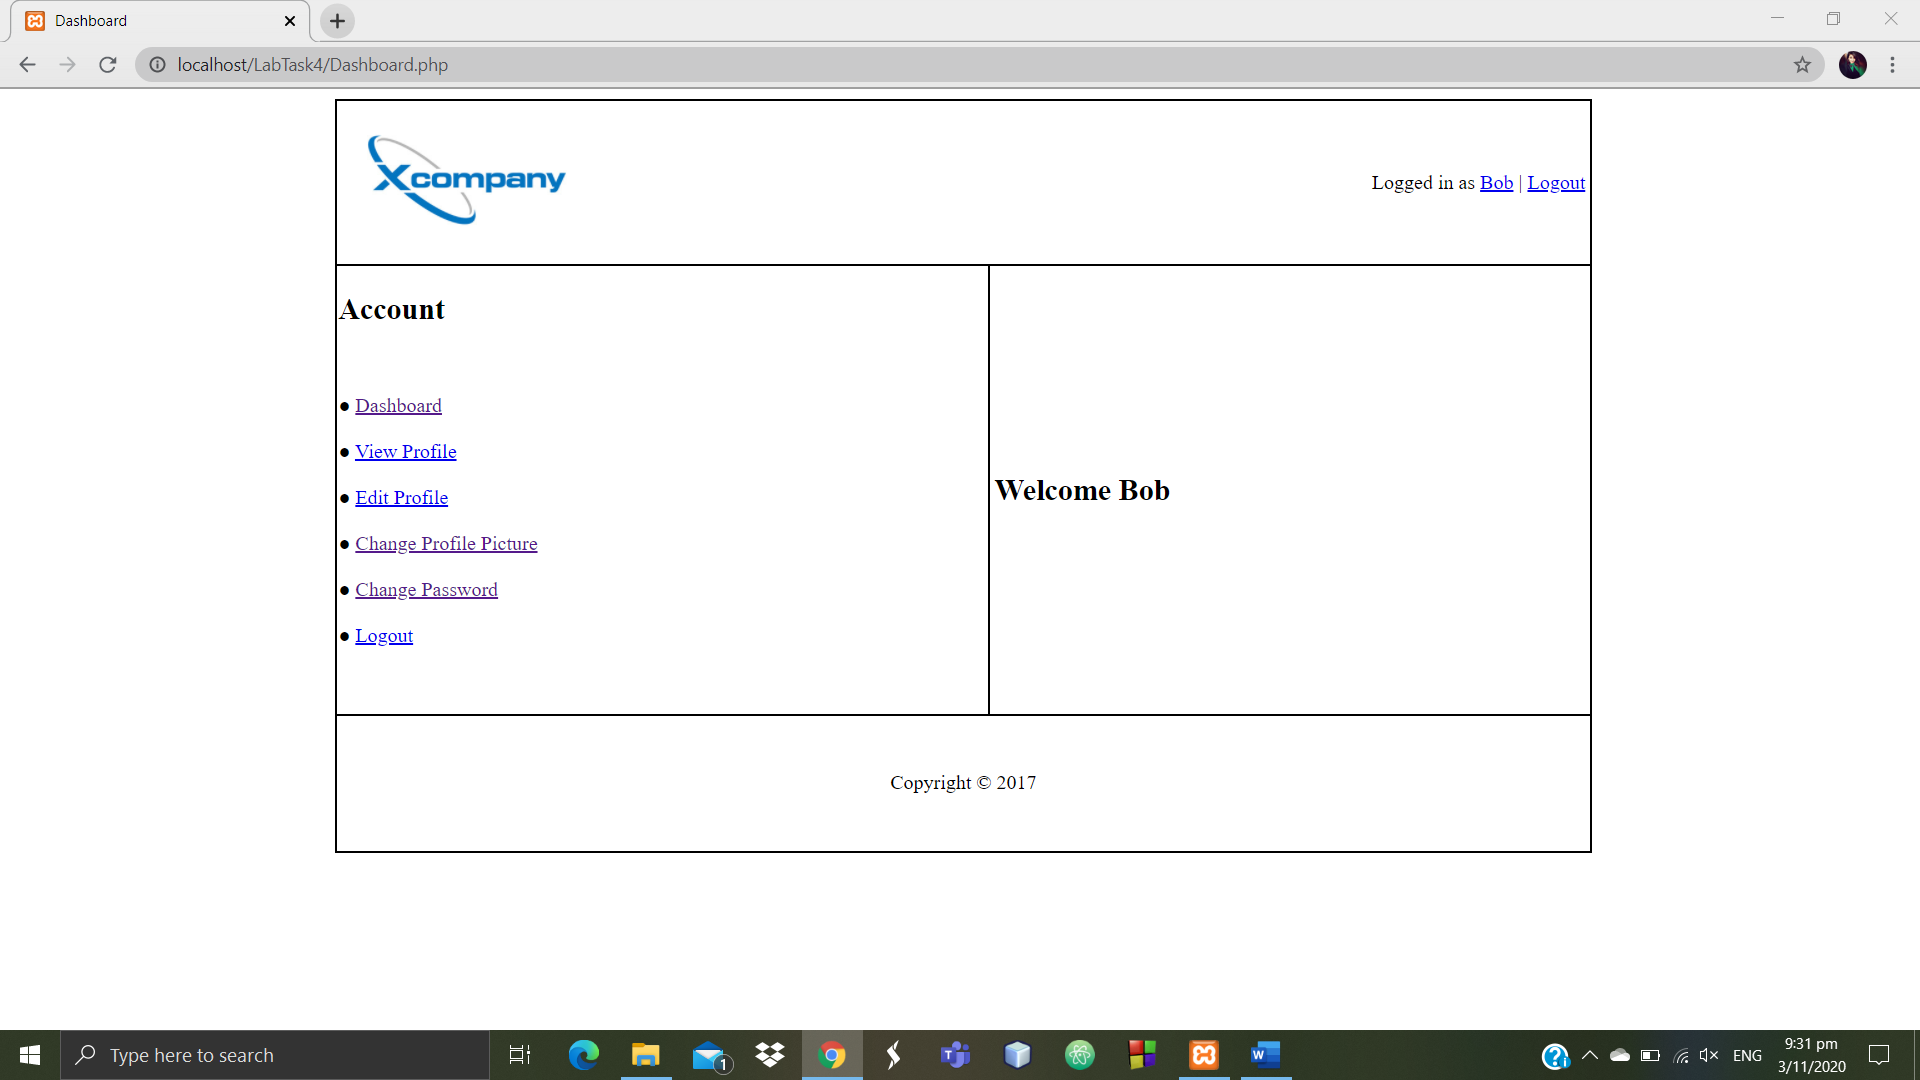 Dashboard
localhost/LabTask4/Dashboard.php
Xcompany
Logged in as Bob | Logout
Account
● Dashboard
● View Profile
● Edit Profile
● Change Profile Picture
● Change Password
● Logout
Welcome Bob
Copyright © 2017
Type here to search
1
ENG
9:31 pm
3/11/2020